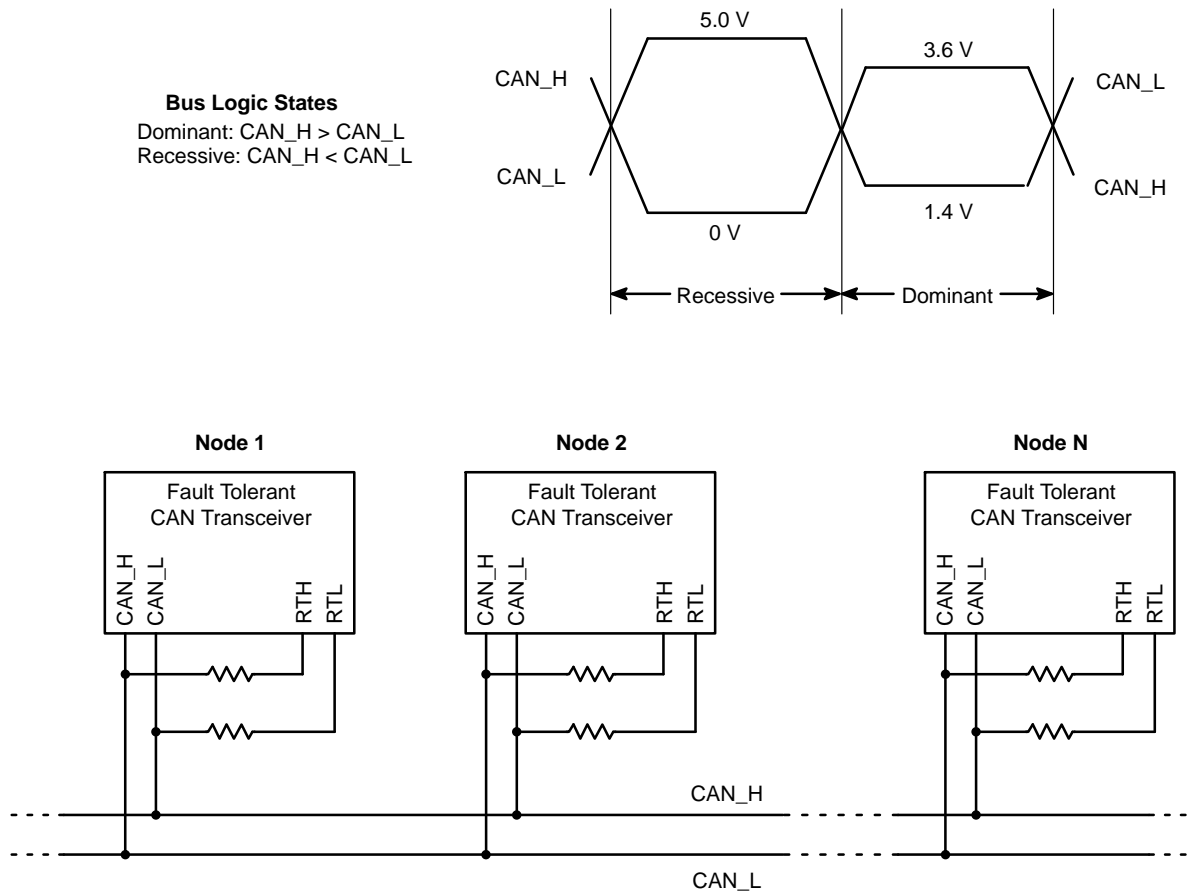 5.0 V
3.6 V
CAN_H
CAN_L
Bus Logic States
Dominant: CAN_H > CAN_L
Recessive: CAN_H < CAN_L
CAN_L
CAN_H
1.4 V
0 V
Recessive
Dominant
Node 1
Node 2
Node N
Fault Tolerant
CAN Transceiver
CAN_H
CAN_L
RTH
RTL
Fault Tolerant
CAN Transceiver
CAN_H
CAN_L
RTH
RTL
Fault Tolerant
CAN Transceiver
CAN_H
CAN_L
RTH
RTL
CAN_H
CAN_L